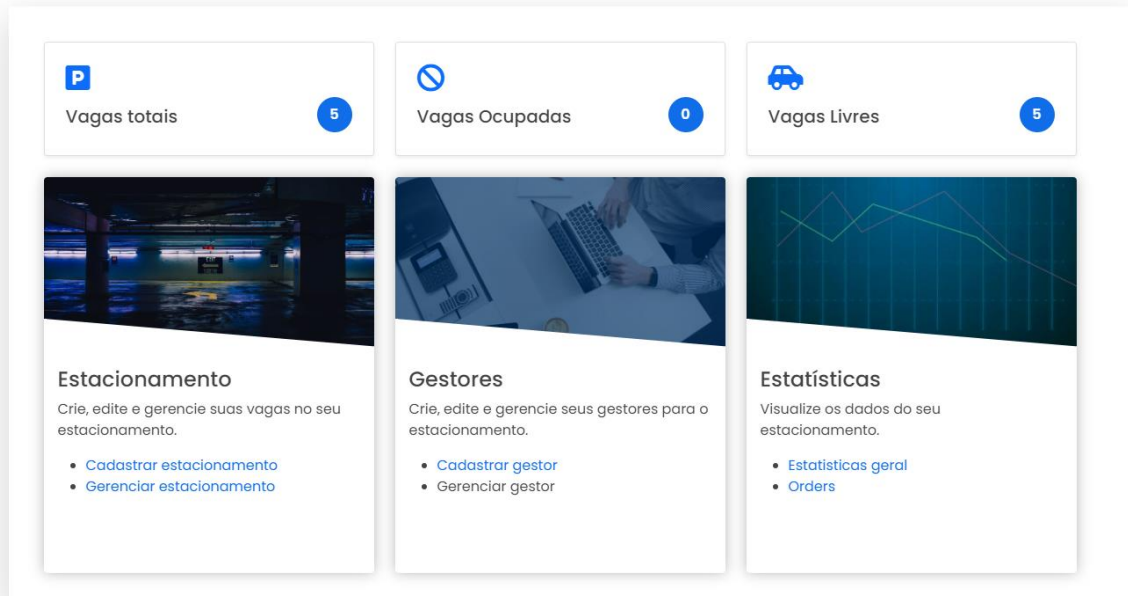 P
Vagas totais 5
Vagas Ocupadas 0
Vagas Livres 5
Estacionamento
Crie, edite e gerencie suas vagas no seu
estacionamento.
Cadastrar estacionamento
Gerenciar estacionamento
Gestores
Crie, edite e gerencie seus gestores para o
estacionamento.
Cadastrar gestor
Gerenciar gestor
Estatísticas
Visualize os dados do seu
estacionamento.
Estatisticas geral
Orders